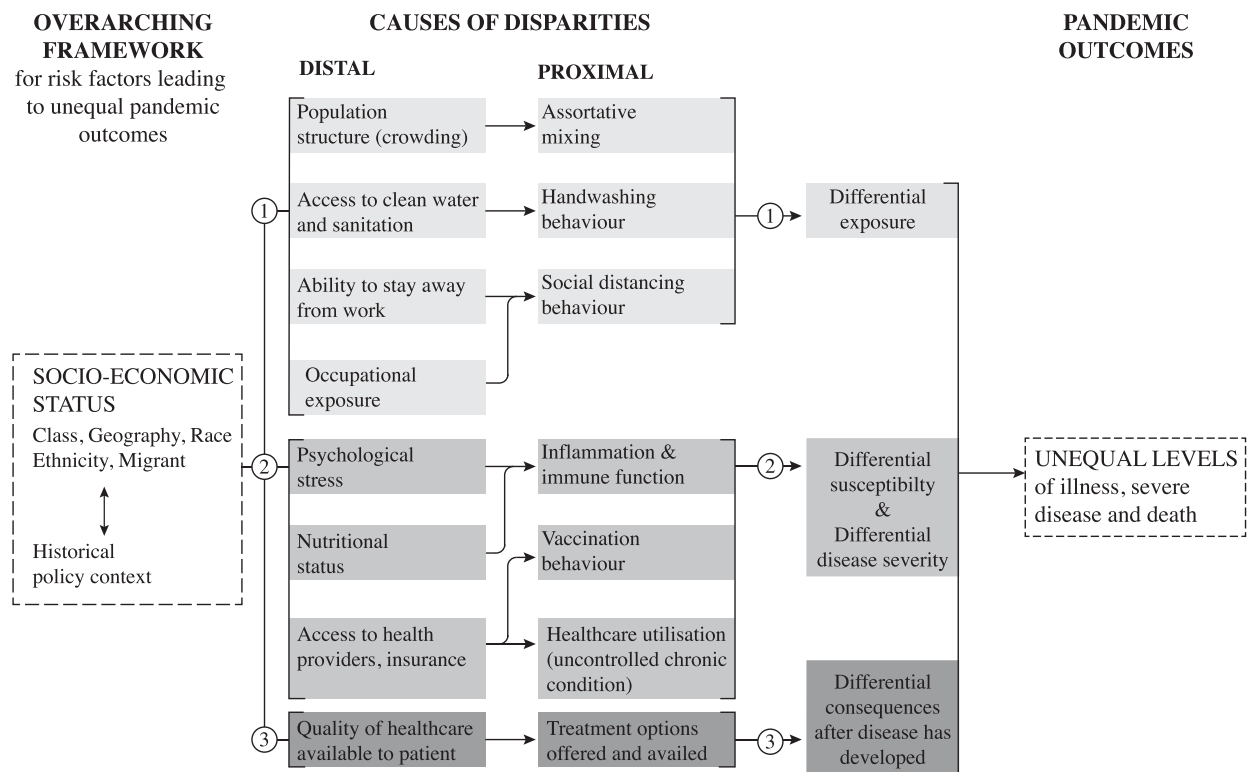 OVERARCHING
FRAMEWORK
for risk factors leading
to unequal pandemic
outcomes
CAUSES OF DISPARITIES
PANDEMIC
OUTCOMES
DISTAL
PROXIMAL
Population
structure (crowding)
Assortative
mixing
1
Access to clean water
and sanitation
Handwashing
behaviour
1
Differential
exposure
Ability to stay away
from work
Social distancing
behaviour
Occupational
exposure
SOCIO-ECONOMIC
STATUS
Class, Geography, Race
Ethnicity, Migrant
Historical
policy context
2
Psychological
stress
Inflammation &
immune function
2
Differential
susceptibilty
&
Differential
disease severity
UNEQUAL LEVELS
of illness, severe
disease and death
Nutritional
status
Vaccination
behaviour
Access to health
providers, insurance
Healthcare utilisation
(uncontrolled chronic
condition)
3
Quality of healthcare
available to patient
Treatment options
offered and availed
3
Differential
consequences
after disease has
developed